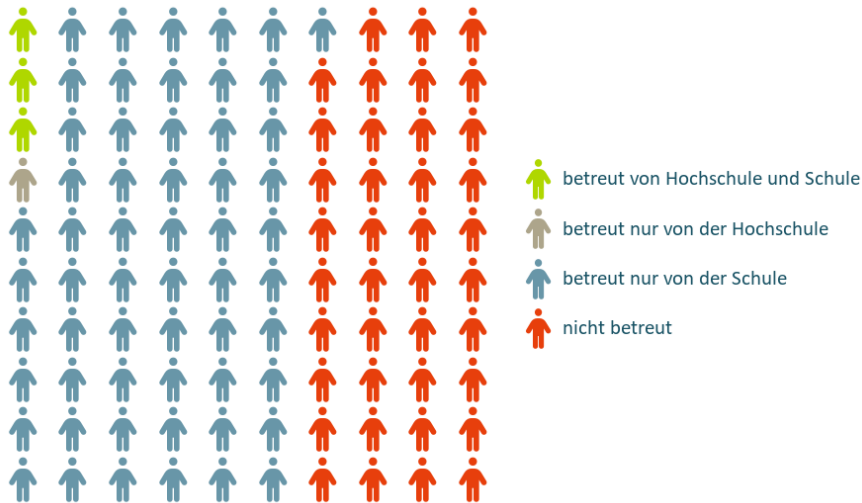 betreut von Hochschule und Schule
betreut nur von der Hochschule
betreut nur von der Schule
nicht betreut